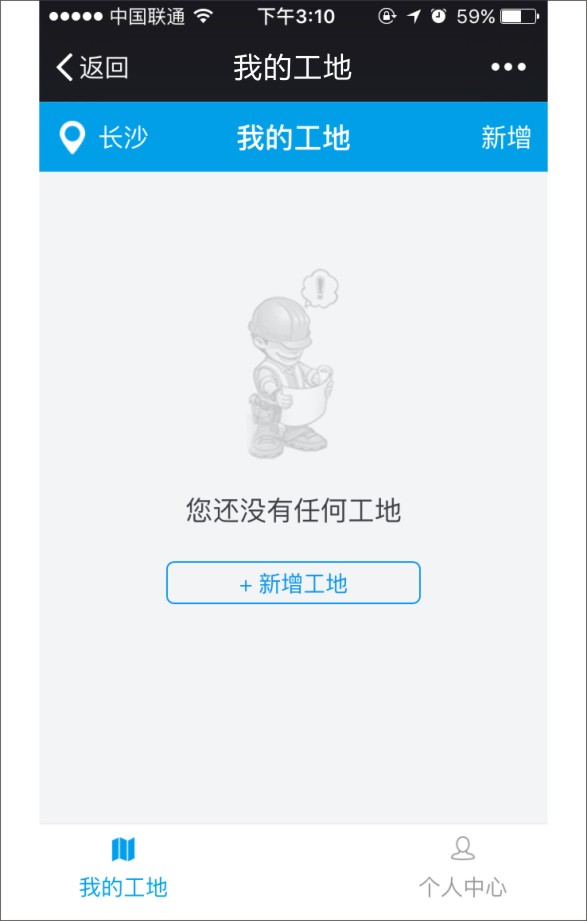 中国联通 下午3:10 59%
返回 我的工地
长沙 我的工地 新增
!
您还没有任何工地
+ 新增工地
我的工地 个人中心